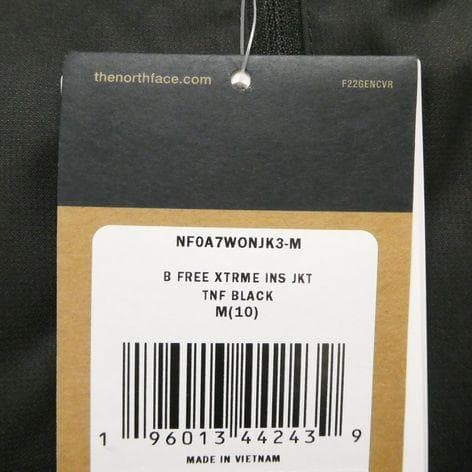 thenorthface.com
F22GENCVR
NF0A7WONJK3-M
B FREE XTRME INS JKT
TNF BLACK
M(10)
1 96013 44243 9
MADE IN VIETNAM